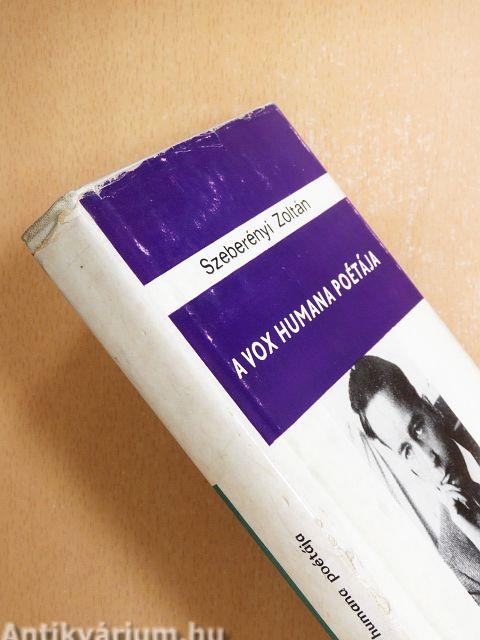 Szeberényi Zoltán
A VOX HUMANA POÉTÁJA
humana poétája
Antikvárium.hu